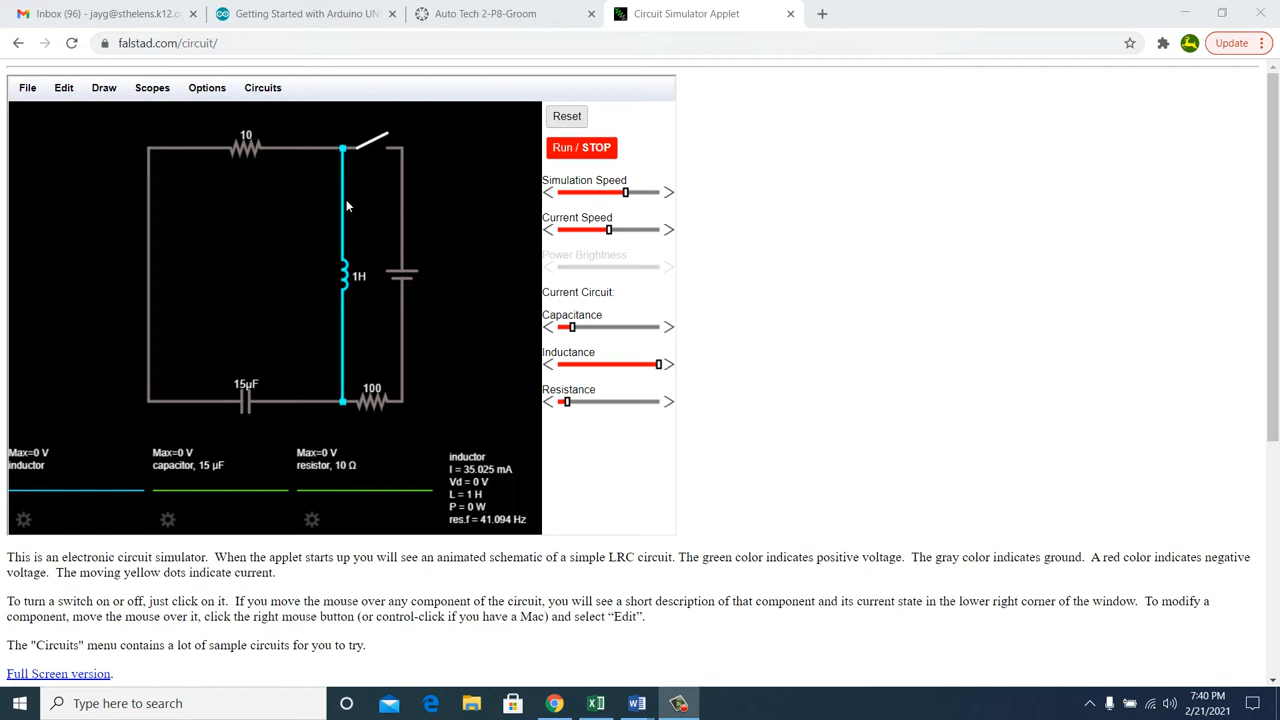 Inbox (96) - jayg@sthelens.k12.o
Getting Started with Arduino UN
Auto Tech 2-P8-Groom
Circuit Simulator Applet
falstad.com/circuit/
Update
File Edit Draw Scopes Options Circuits
Reset
Run / STOP
Simulation Speed
Current Speed
Power Brightness
Current Circuit:
Capacitance
Inductance
Resistance
10
1H
15µF
100
Max=0 V
inductor
Max=0 V
capacitor, 15 µF
Max=0 V
resistor, 10 Ω
inductor
I = 35.025 mA
Vd = 0 V
L = 1 H
P = 0 W
res.f = 41.094 Hz
This is an electronic circuit simulator. When the applet starts up you will see an animated schematic of a simple LRC circuit. The green color indicates positive voltage. The gray color indicates ground. A red color indicates negative
voltage. The moving yellow dots indicate current.
To turn a switch on or off, just click on it. If you move the mouse over any component of the circuit, you will see a short description of that component and its current state in the lower right corner of the window. To modify a
component, move the mouse over it, click the right mouse button (or control-click if you have a Mac) and select “Edit”.
The "Circuits" menu contains a lot of sample circuits for you to try.
Full Screen version.
Type here to search
7:40 PM
2/21/2021